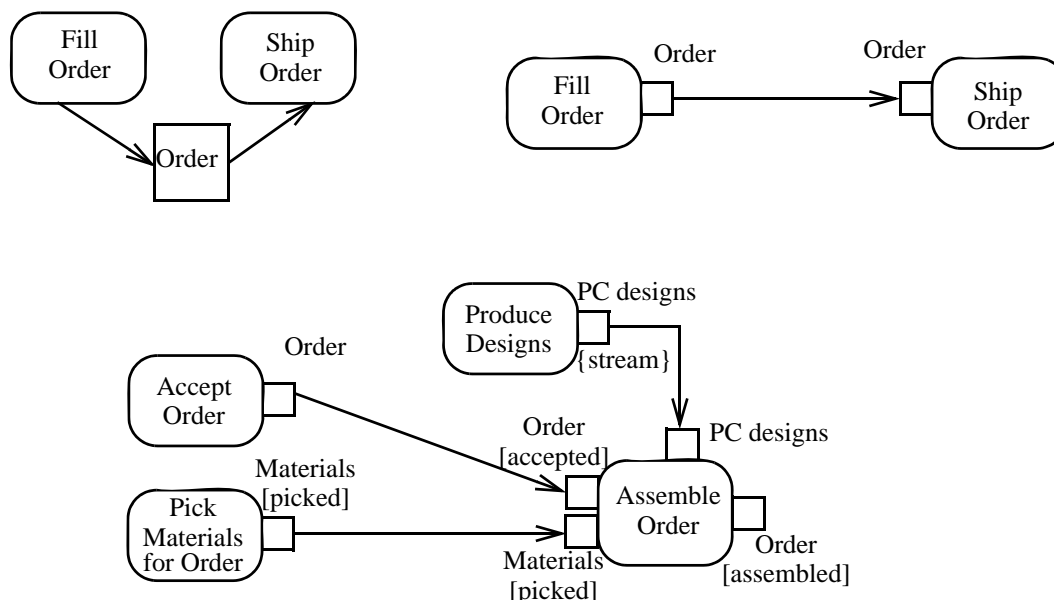 Fill
Order
Ship
Order
Order
Order
Order
Fill
Order
Ship
Order
PC designs
Produce
Designs
{stream}
Order
Accept
Order
PC designs
Order
[accepted]
Materials
[picked]
Pick
Materials
for Order
Assemble
Order
Materials
[picked]
Order
[assembled]